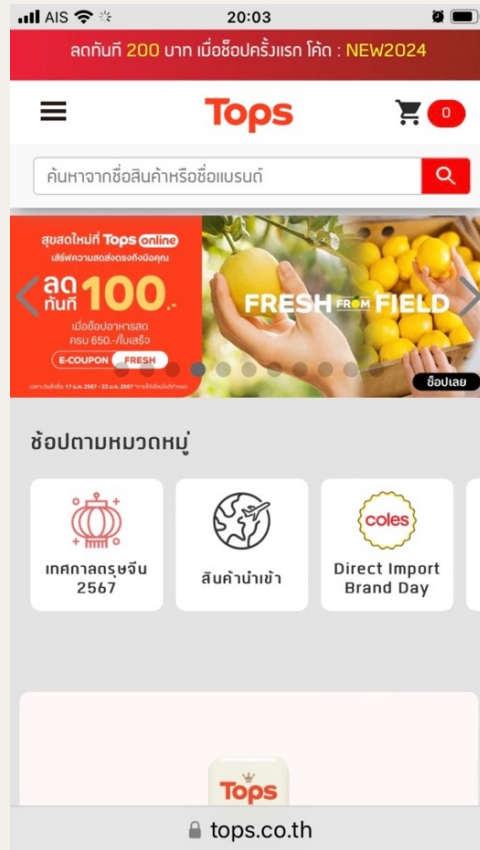 AIS
20:03
ลดทันที 200 บาท เมื่อช็อปครั้งแรก โค้ด : NEW2024
Tops
0
ค้นหาจากชื่อสินค้าหรือชื่อแบรนด์
สุขสดใหม่ที่ Tops online
เสิร์ฟความสดส่งตรงถึงมือคุณ
ลดทันที 100.-
เมื่อช้อปอาหารสด
ครบ 650.-/ใบเสร็จ
E-COUPON FRESH
FRESH FROM FIELD
ช้อปเลย
ช้อปตามหมวดหมู่
เทศกาลตรุษจีน
2567
สินค้านำเข้า
coles
Direct Import
Brand Day
Tops
tops.co.th